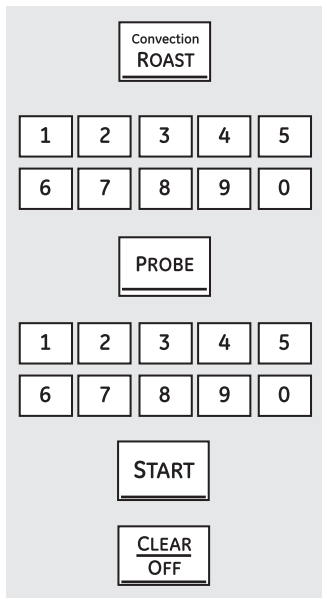 Convection
ROAST
1 2 3 4 5
6 7 8 9 0
PROBE
1 2 3 4 5
6 7 8 9 0
START
CLEAR
OFF